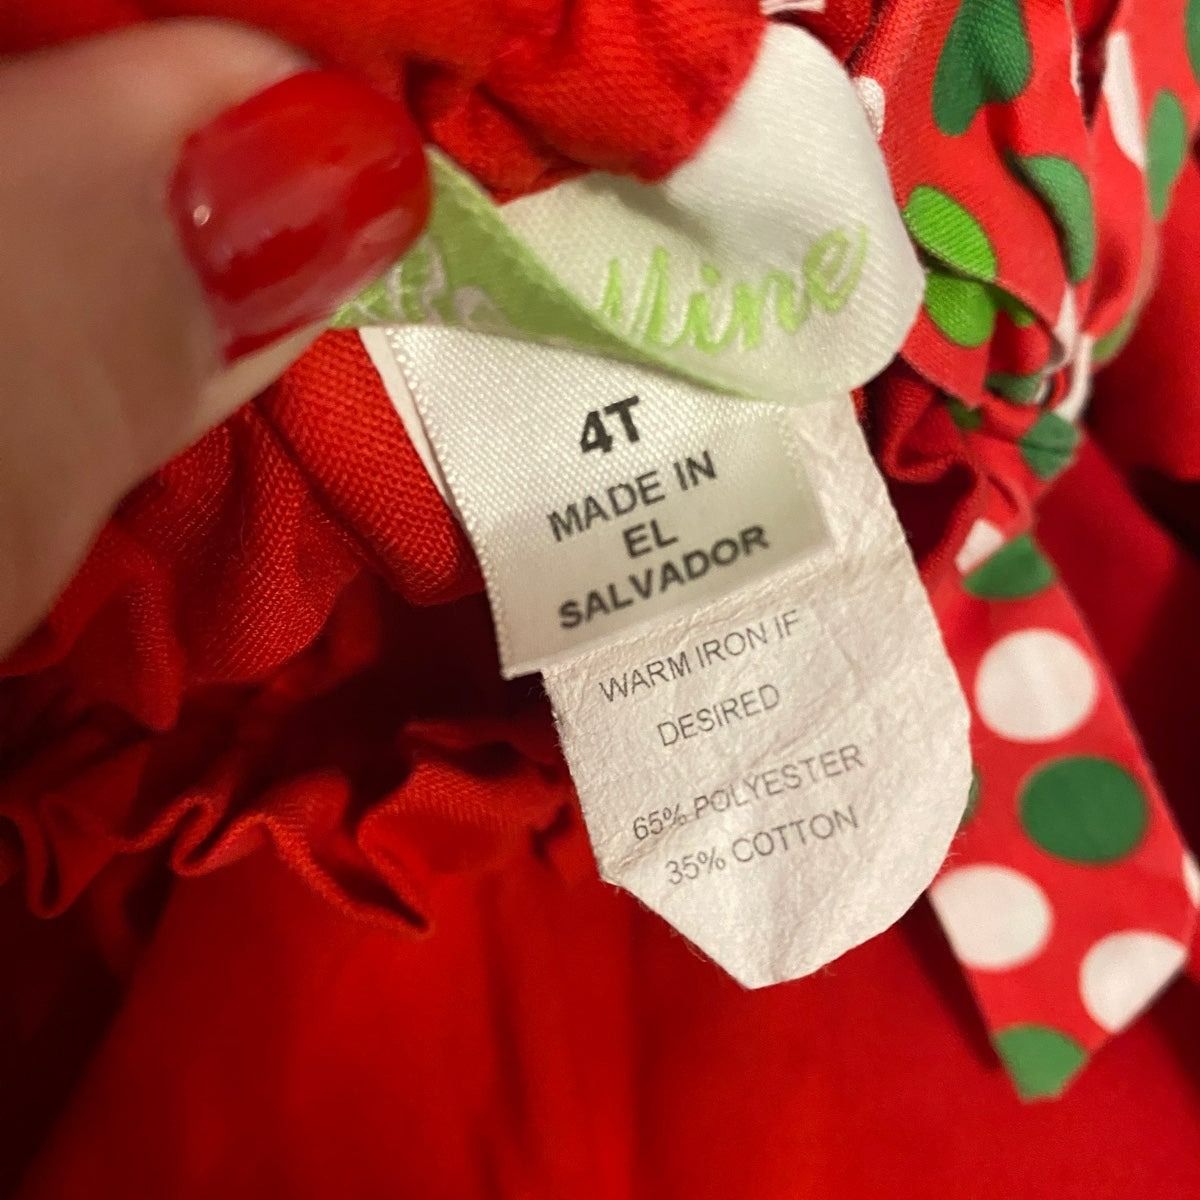 Mine
4T
MADE IN
EL
SALVADOR
WARM IRON IF
DESIRED
65% POLYESTER
35% COTTON